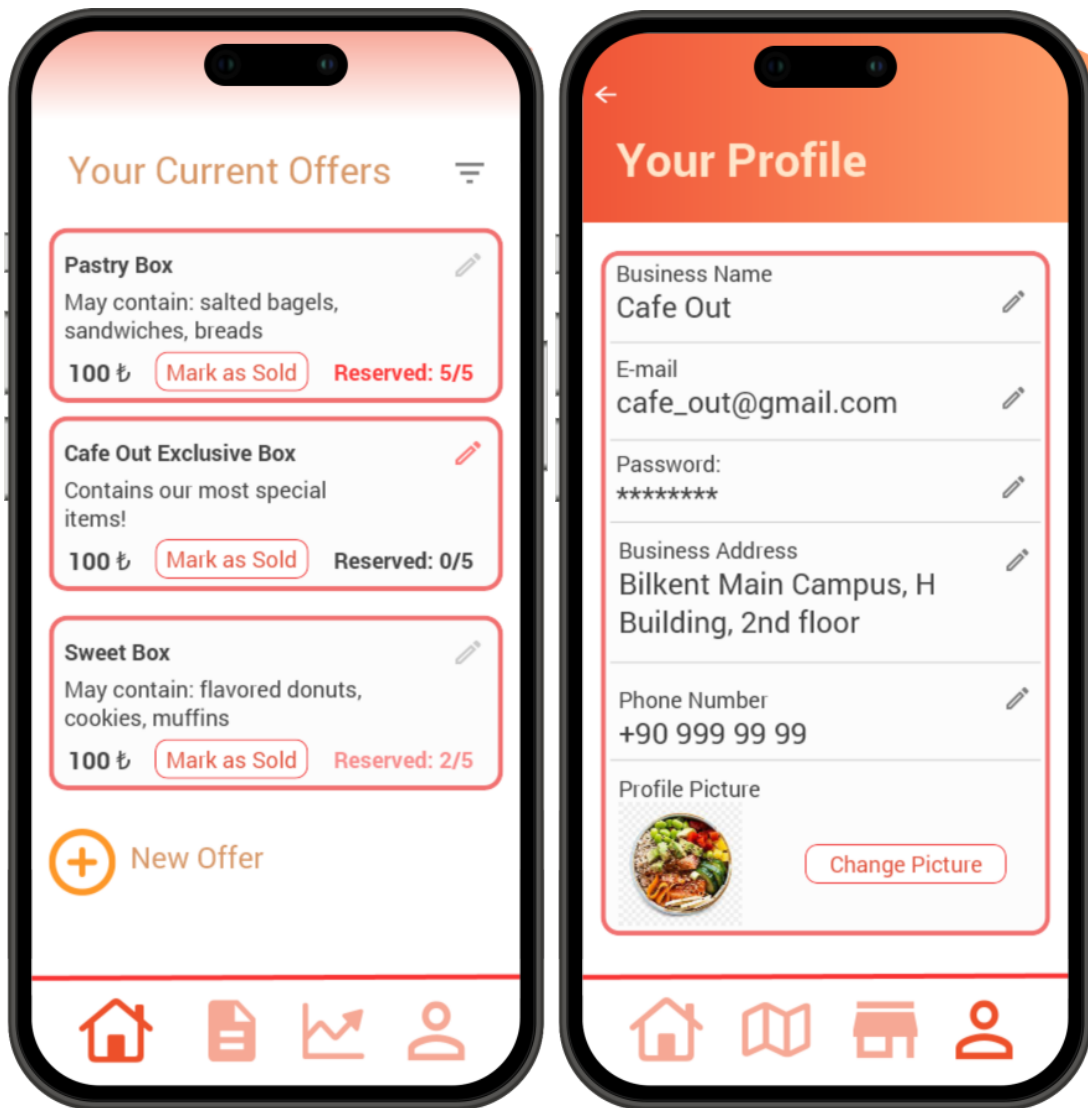 Your Current Offers
Pastry Box
May contain: salted bagels,
sandwiches, breads
100 ₺ Mark as Sold Reserved: 5/5
Cafe Out Exclusive Box
Contains our most special
items!
100 ₺ Mark as Sold Reserved: 0/5
Sweet Box
May contain: flavored donuts,
cookies, muffins
100 ₺ Mark as Sold Reserved: 2/5
New Offer
Your Profile
Business Name
Cafe Out
E-mail
cafe_out@gmail.com
Password:
********
Business Address
Bilkent Main Campus, H
Building, 2nd floor
Phone Number
+90 999 99 99
Profile Picture
Change Picture